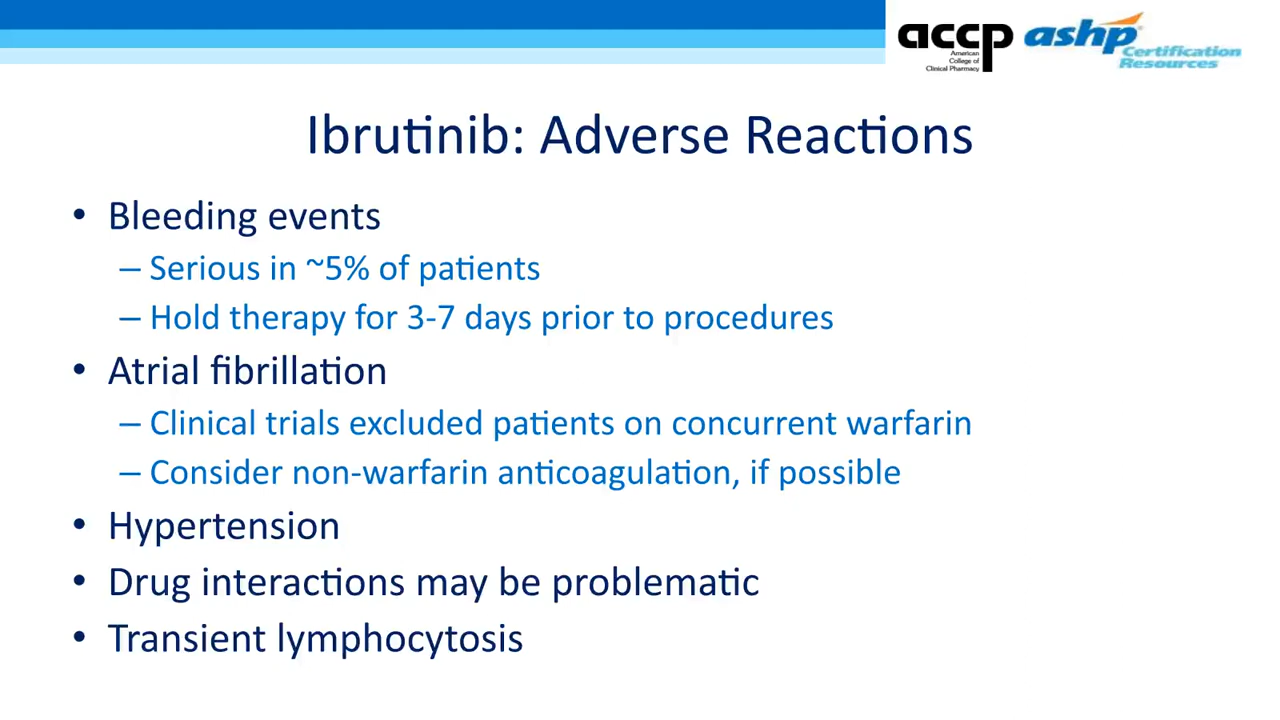 accp
American
College of
Clinical Pharmacy
ashp
Certification
Resources
Ibrutinib: Adverse Reactions
• Bleeding events
– Serious in ~5% of patients
– Hold therapy for 3-7 days prior to procedures
• Atrial fibrillation
– Clinical trials excluded patients on concurrent warfarin
– Consider non-warfarin anticoagulation, if possible
• Hypertension
• Drug interactions may be problematic
• Transient lymphocytosis